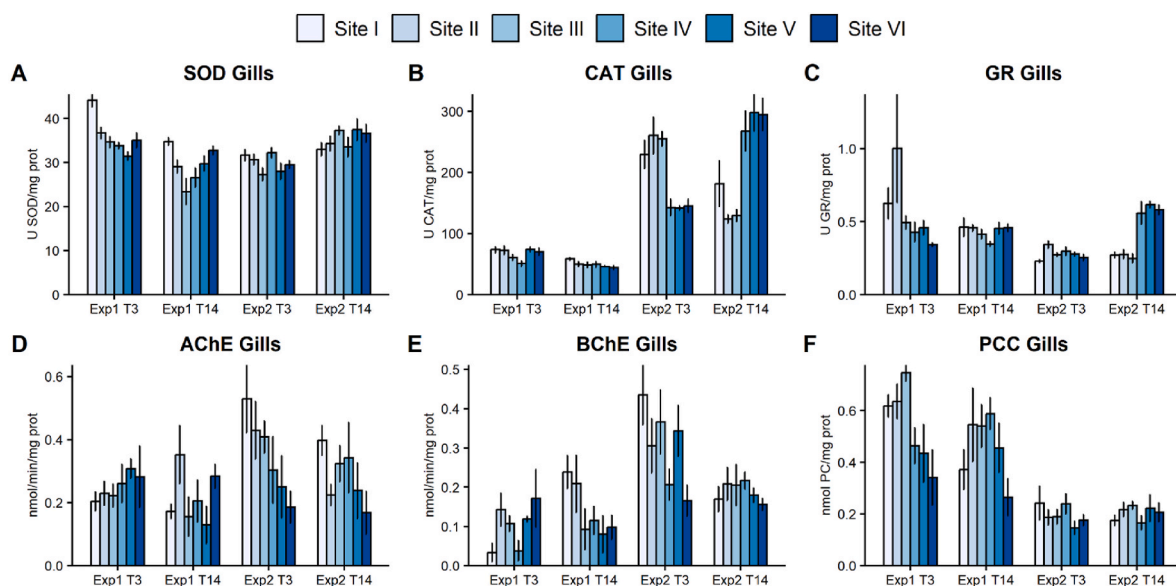 Site I Site II Site III Site IV Site V Site VI
A SOD Gills
U SOD/mg prot
40
30
20
10
0
Exp1 T3 Exp1 T14 Exp2 T3 Exp2 T14
B CAT Gills
U CAT/mg prot
300
200
100
0
Exp1 T3 Exp1 T14 Exp2 T3 Exp2 T14
C GR Gills
U GR/mg prot
1.0
0.5
0.0
Exp1 T3 Exp1 T14 Exp2 T3 Exp2 T14
D AChE Gills
nmol/min/mg prot
0.6
0.4
0.2
0.0
Exp1 T3 Exp1 T14 Exp2 T3 Exp2 T14
E BChE Gills
nmol/min/mg prot
0.5
0.4
0.3
0.2
0.1
0.0
Exp1 T3 Exp1 T14 Exp2 T3 Exp2 T14
F PCC Gills
nmol PC/mg prot
0.6
0.4
0.2
0.0
Exp1 T3 Exp1 T14 Exp2 T3 Exp2 T14